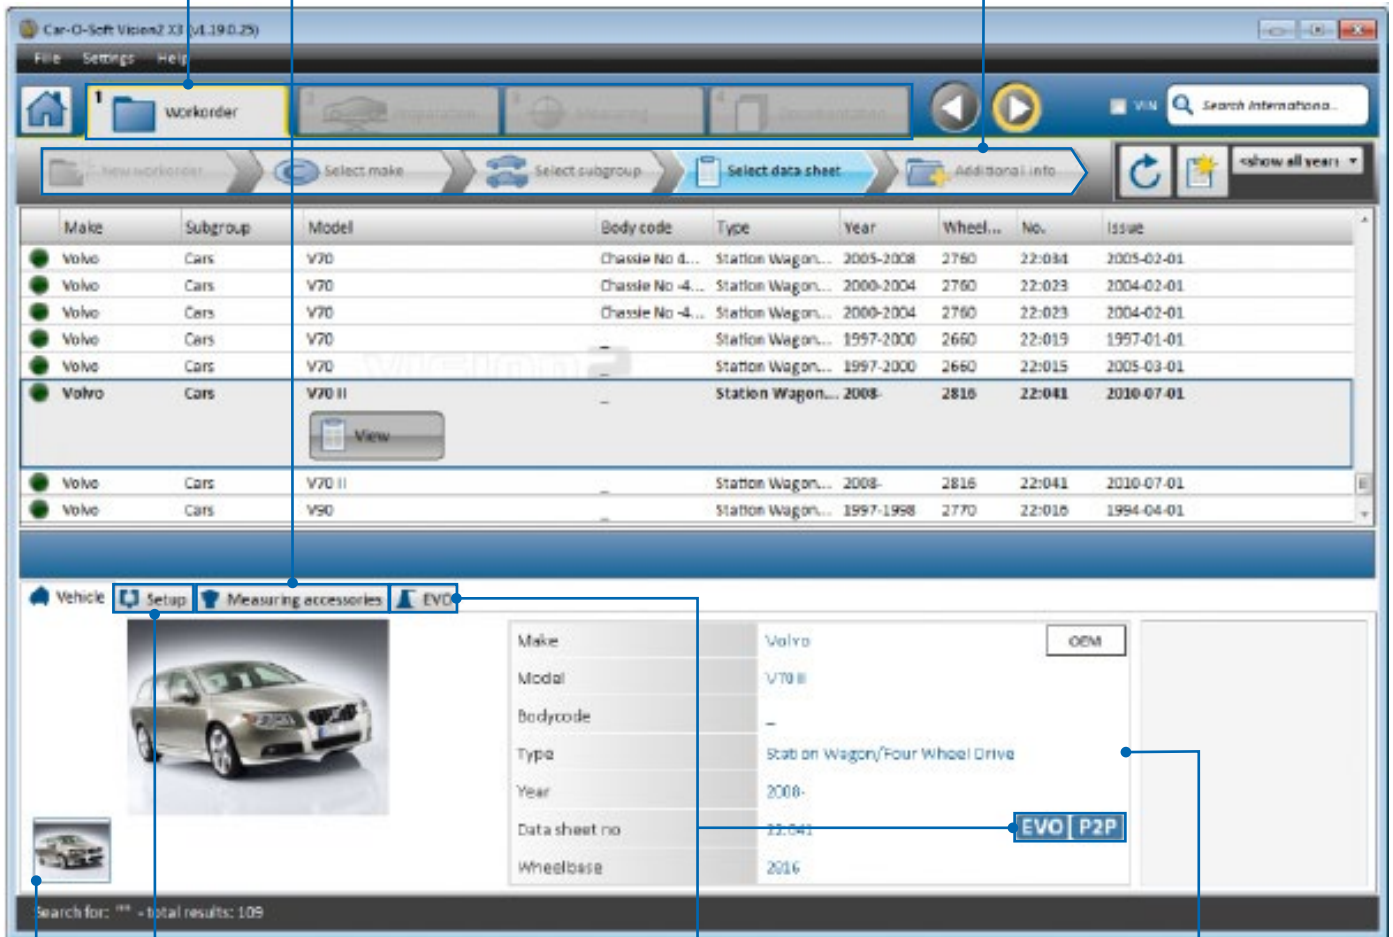 Car-O-Soft Vision2 X3 (v1.19.0.25)
File Settings Help
1 Workorder 2 Preparation 3 Measuring 4 Documentation VIN Search Internationa...
New workorder Select make Select subgroup Select data sheet Additional info <show all years
Make Subgroup Model Body code Type Year Wheel... No. Issue
Volvo Cars V70 Chassie No 4... Station Wagon... 2005-2008 2760 22:034 2005-02-01
Volvo Cars V70 Chassie No -4... Station Wagon... 2000-2004 2760 22:023 2004-02-01
Volvo Cars V70 Chassie No -4... Station Wagon... 2000-2004 2760 22:023 2004-02-01
Volvo Cars V70 _ Station Wagon... 1997-2000 2660 22:019 1997-01-01
Volvo Cars V70 _ Station Wagon... 1997-2000 2660 22:015 2005-03-01
VISION2
Volvo Cars V70 II _ Station Wagon... 2008- 2816 22:041 2010-07-01
View
Volvo Cars V70 II _ Station Wagon... 2008- 2816 22:041 2010-07-01
Volvo Cars V90 _ Station Wagon... 1997-1998 2770 22:016 1994-04-01
Vehicle Setup Measuring accessories EVO
Make Volvo OEM
Model V70 II
Bodycode _
Type Station Wagon/Four Wheel Drive
Year 2008-
Data sheet no 22:041 EVO P2P
Wheelbase 2816
Search for: "" - total results: 109